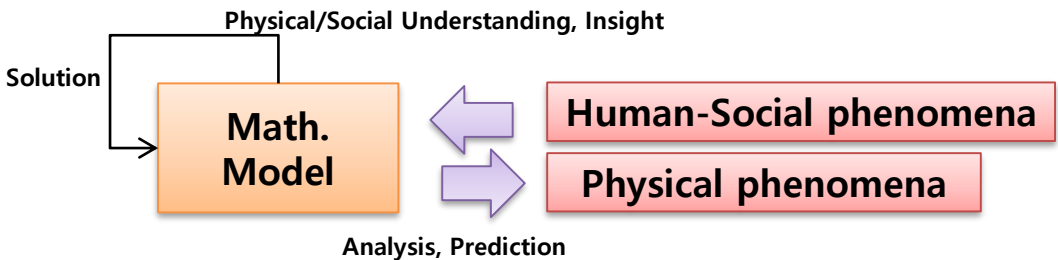 Physical/Social Understanding, Insight
Solution
Math.
Model
Human-Social phenomena
Physical phenomena
Analysis, Prediction